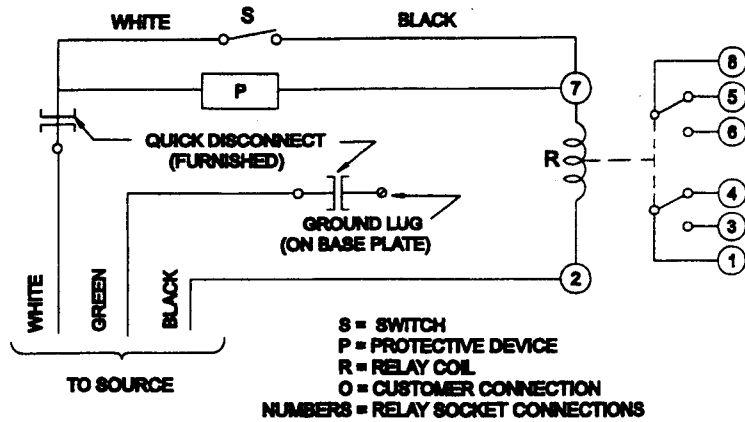 WHITE
S
BLACK
P
7
QUICK DISCONNECT
(FURNISHED)
R
GROUND LUG
(ON BASE PLATE)
2
8
5
6
4
3
1
WHITE
GREEN
BLACK
TO SOURCE
S = SWITCH
P = PROTECTIVE DEVICE
R = RELAY COIL
O = CUSTOMER CONNECTION
NUMBERS = RELAY SOCKET CONNECTIONS